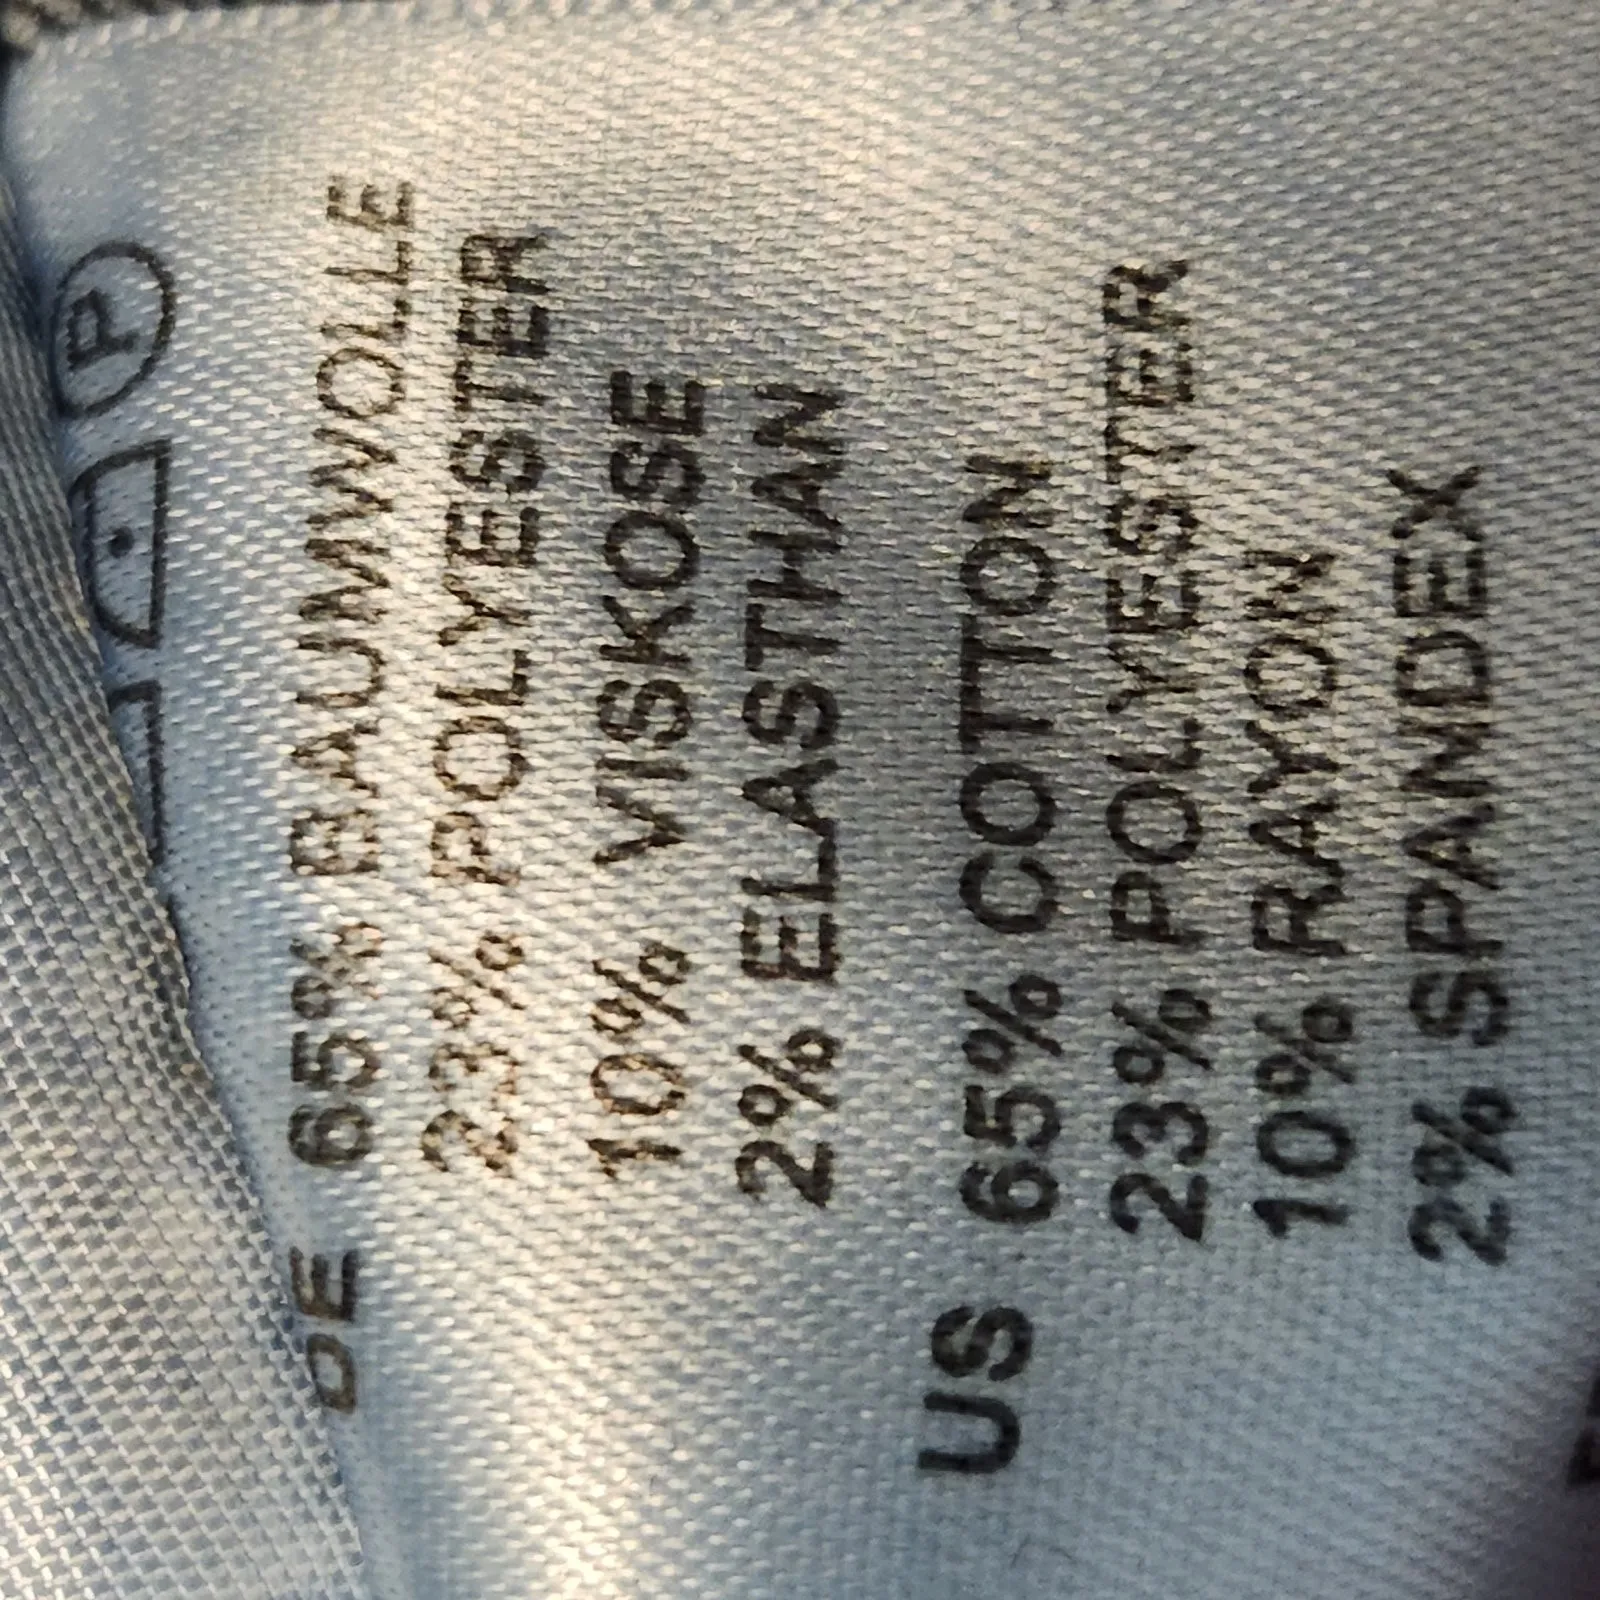 P
DE 65% BAUMWOLLE
23% POLYESTER
10% VISKOSE
2% ELASTHAN
US 65% COTTON
23% POLYESTER
10% RAYON
2% SPANDEX